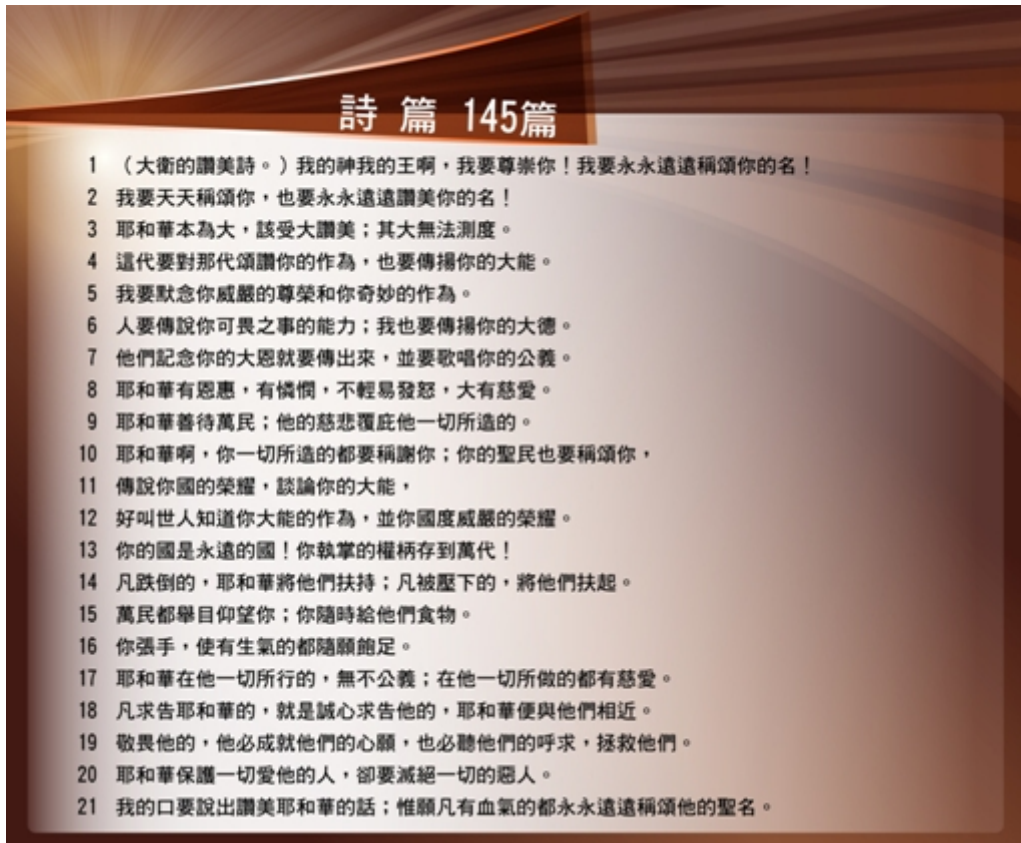 詩 篇 145篇
1 （大衛的讚美詩。）我的神我的王啊，我要尊崇你！我要永永遠遠稱頌你的名！
2 我要天天稱頌你，也要永永遠遠讚美你的名！
3 耶和華本為大，該受大讚美；其大無法測度。
4 這代要對那代頌讚你的作為，也要傳揚你的大能。
5 我要默念你威嚴的尊榮和你奇妙的作為。
6 人要傳說你可畏之事的能力；我也要傳揚你的大德。
7 他們記念你的大恩就要傳出來，並要歌唱你的公義。
8 耶和華有恩惠，有憐憫，不輕易發怒，大有慈愛。
9 耶和華善待萬民；他的慈悲覆庇他一切所造的。
10 耶和華啊，你一切所造的都要稱謝你；你的聖民也要稱頌你，
11 傳說你國的榮耀，談論你的大能，
12 好叫世人知道你大能的作為，並你國度威嚴的榮耀。
13 你的國是永遠的國！你執掌的權柄存到萬代！
14 凡跌倒的，耶和華將他們扶持；凡被壓下的，將他們扶起。
15 萬民都舉目仰望你；你隨時給他們食物。
16 你張手，使有生氣的都隨願飽足。
17 耶和華在他一切所行的，無不公義；在他一切所做的都有慈愛。
18 凡求告耶和華的，就是誠心求告他的，耶和華便與他們相近。
19 敬畏他的，他必成就他們的心願，也必聽他們的呼求，拯救他們。
20 耶和華保護一切愛他的人，卻要滅絕一切的惡人。
21 我的口要說出讚美耶和華的話；惟願凡有血氣的都永永遠遠稱頌他的聖名。